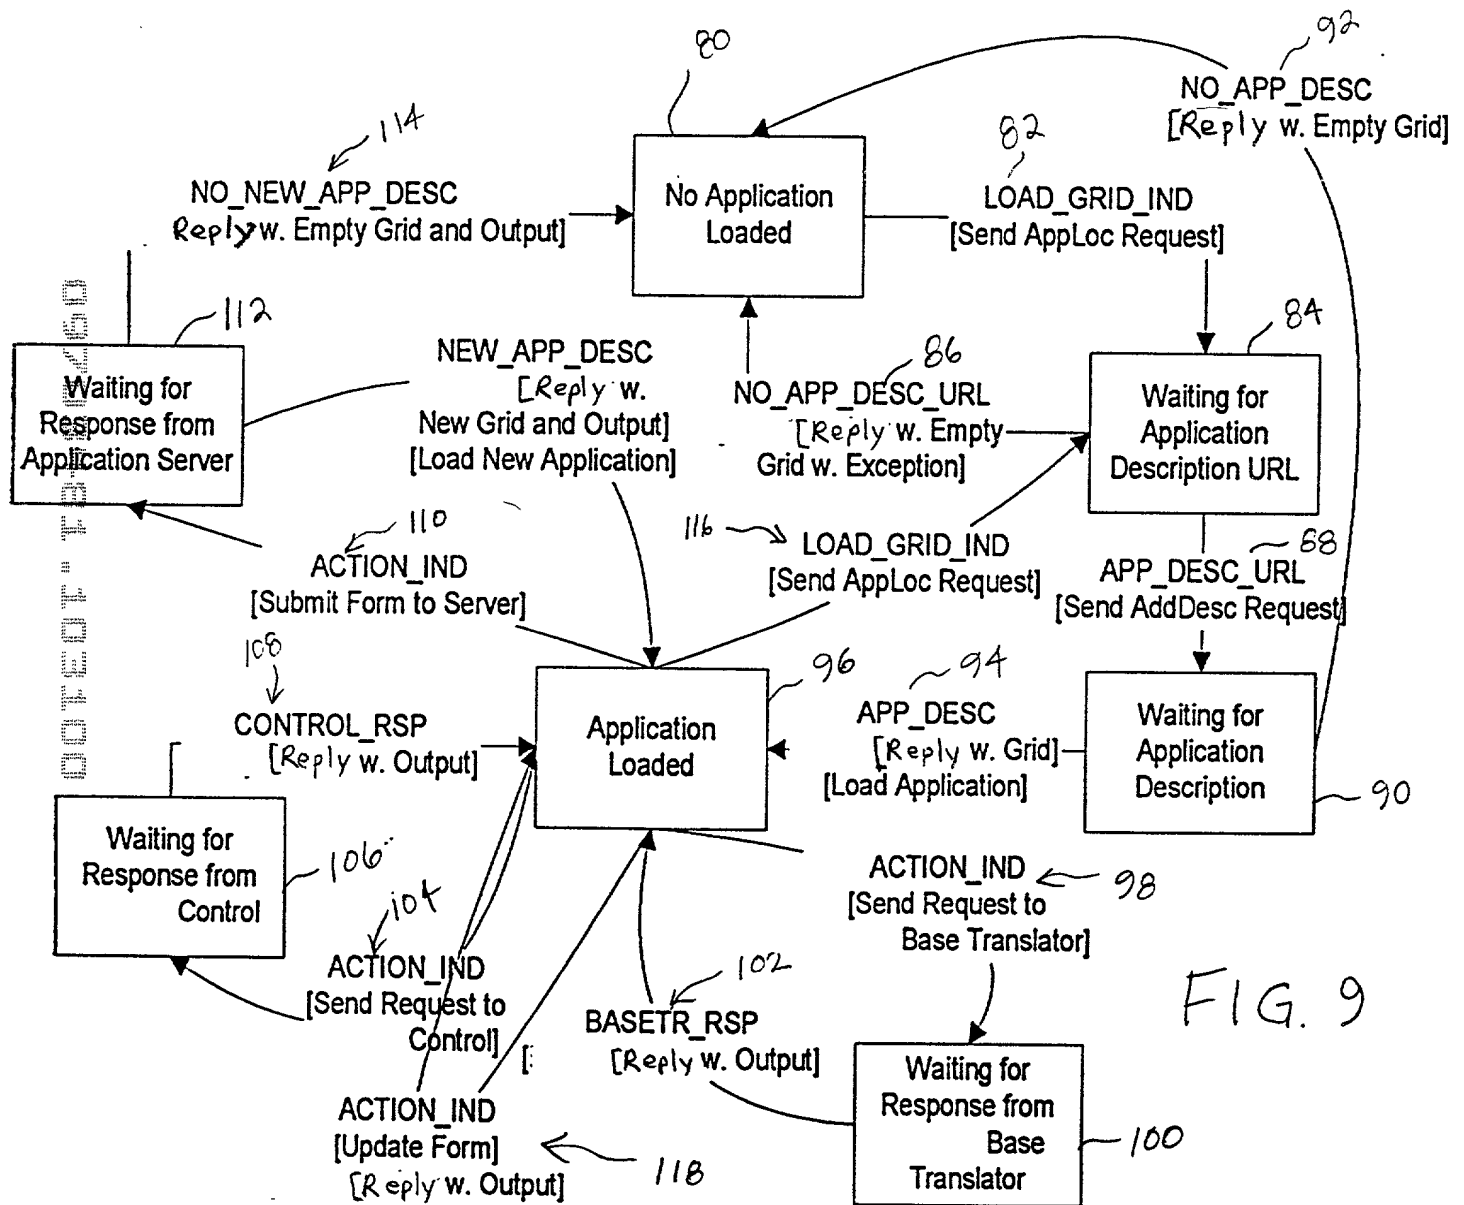 80
92
NO_APP_DESC
[Reply w. Empty Grid]
114
NO_NEW_APP_DESC
Reply w. Empty Grid and Output]
No Application
Loaded
82
LOAD_GRID_IND
[Send AppLoc Request]
112
Waiting for
Response from
Application Server
NEW_APP_DESC
[Reply w.
New Grid and Output]
[Load New Application]
86
NO_APP_DESC_URL
[Reply w. Empty
Grid w. Exception]
84
Waiting for
Application
Description URL
110
ACTION_IND
[Submit Form to Server]
116
LOAD_GRID_IND
[Send AppLoc Request]
68
APP_DESC_URL
[Send AddDesc Request]
108
CONTROL_RSP
[Reply w. Output]
96
Application
Loaded
94
APP_DESC
[Reply w. Grid]
[Load Application]
Waiting for
Application
Description
90
Waiting for
Response from
Control
106
104
ACTION_IND
[Send Request to
Control]
ACTION_IND
[Send Request to
Base Translator]
98
102
BASETR_RSP
[Reply w. Output]
[
ACTION_IND
[Update Form]
[Reply w. Output]
118
Waiting for
Response from
Base
Translator
100
FIG. 9